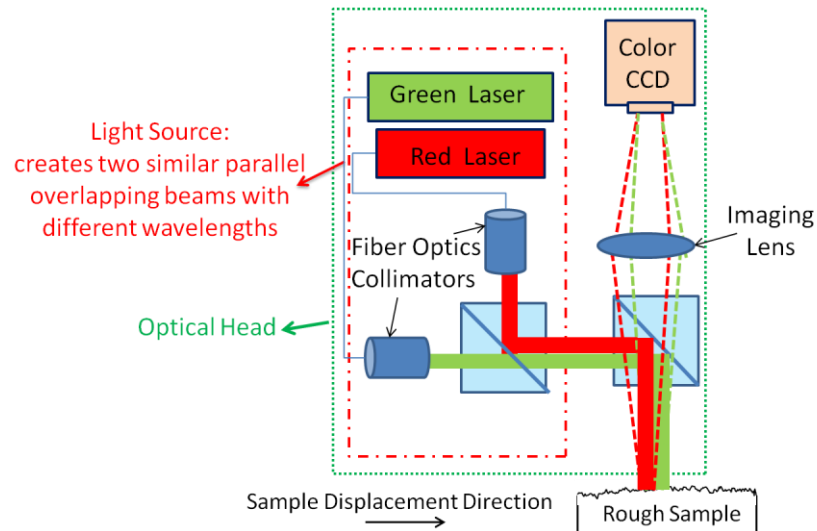 Color
CCD
Green Laser
Red Laser
Light Source:
creates two similar parallel
overlapping beams with
different wavelengths
Imaging
Lens
Fiber Optics
Collimators
Optical Head
Sample Displacement Direction
Rough Sample